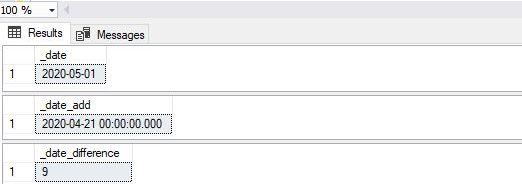 100 %
Results Messages
_date
1 2020-05-01
_date_add
1 2020-04-21 00:00:00.000
_date_difference
1 9